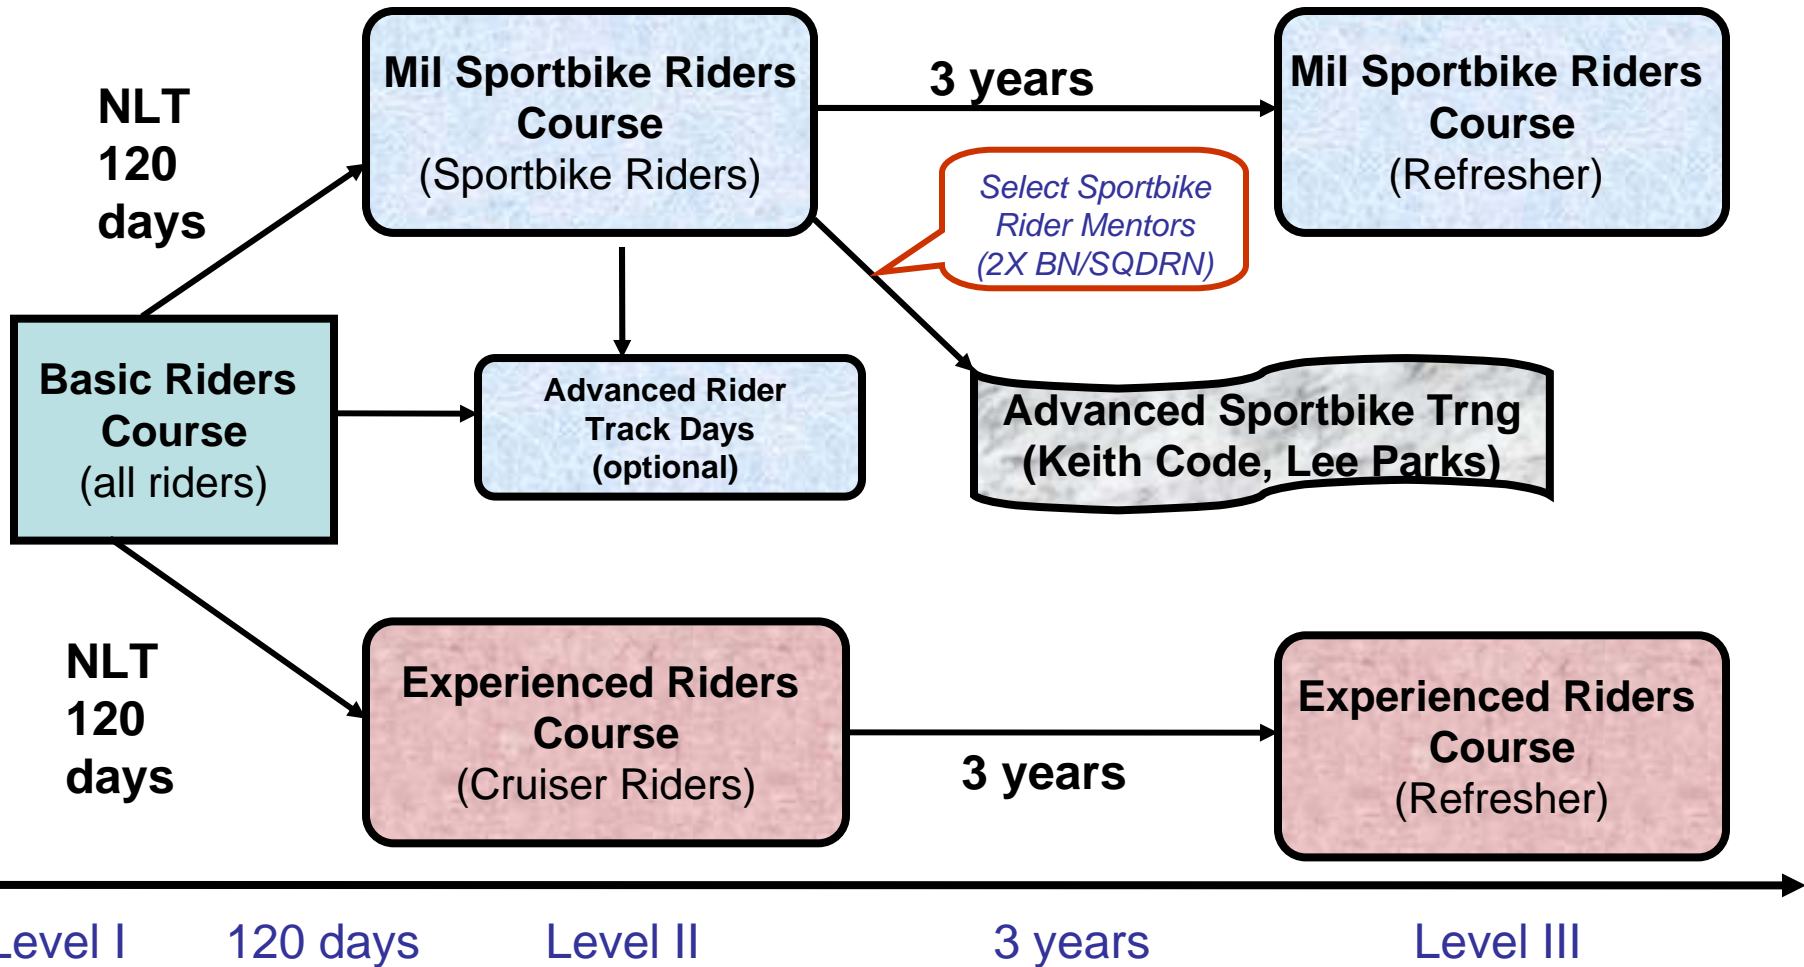 NLT
120
days
Mil Sportbike Riders
Course
(Sportbike Riders)
3 years
Mil Sportbike Riders
Course
(Refresher)
Select Sportbike
Rider Mentors
(2X BN/SQDRN)
Basic Riders
Course
(all riders)
Advanced Rider
Track Days
(optional)
Advanced Sportbike Trng
(Keith Code, Lee Parks)
NLT
120
days
Experienced Riders
Course
(Cruiser Riders)
3 years
Experienced Riders
Course
(Refresher)
Level I 120 days Level II 3 years Level III